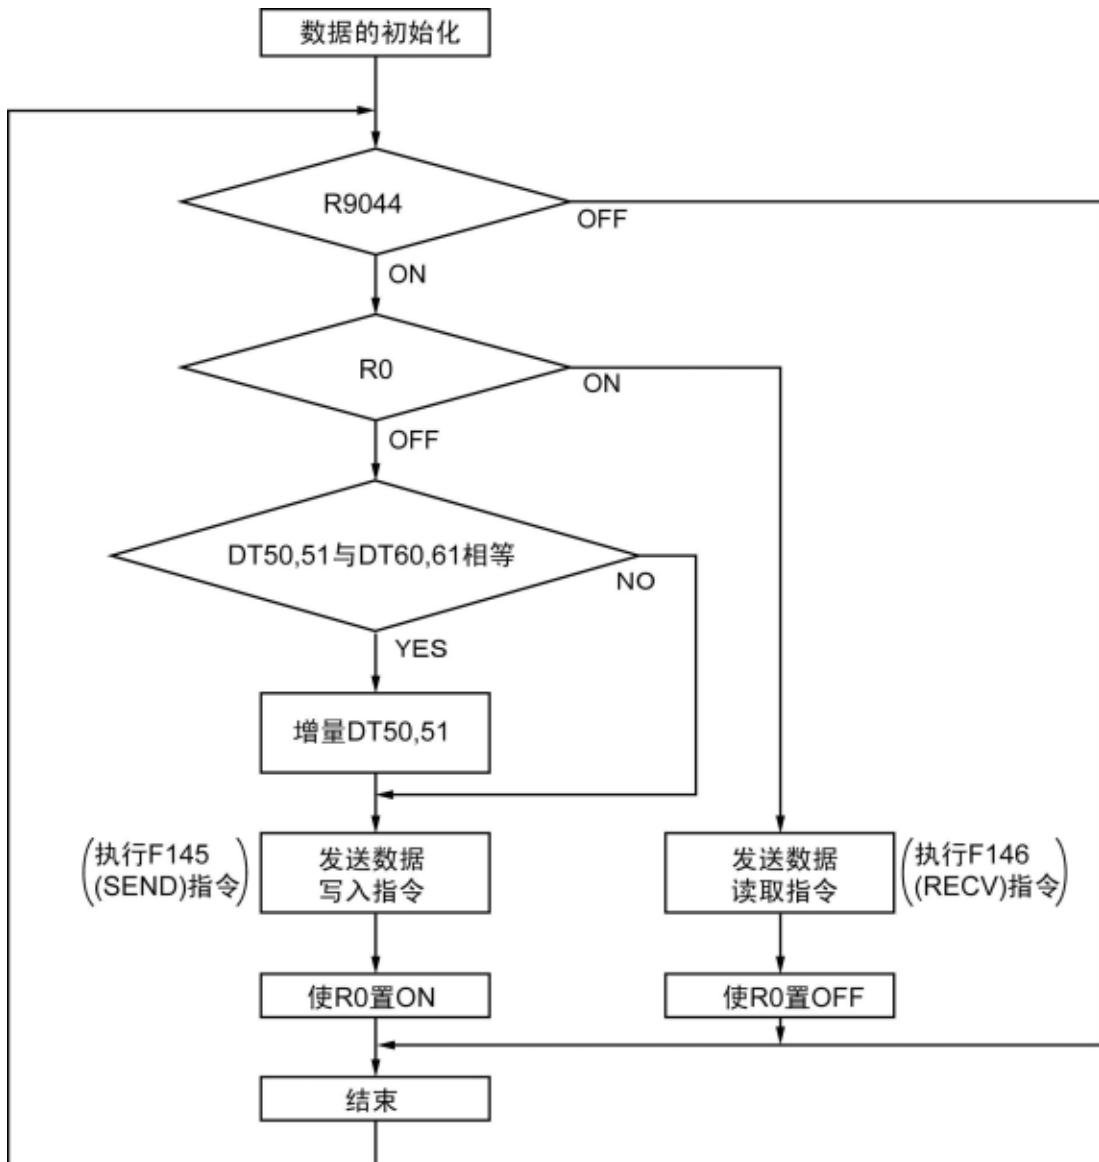 数据的初始化
R9044
OFF
ON
R0
ON
OFF
DT50,51与DT60,61相等
NO
YES
增量DT50,51
(执行F145
(SEND)指令)
发送数据
写入指令
发送数据
读取指令
(执行F146
(RECV)指令)
使R0置ON
使R0置OFF
结束